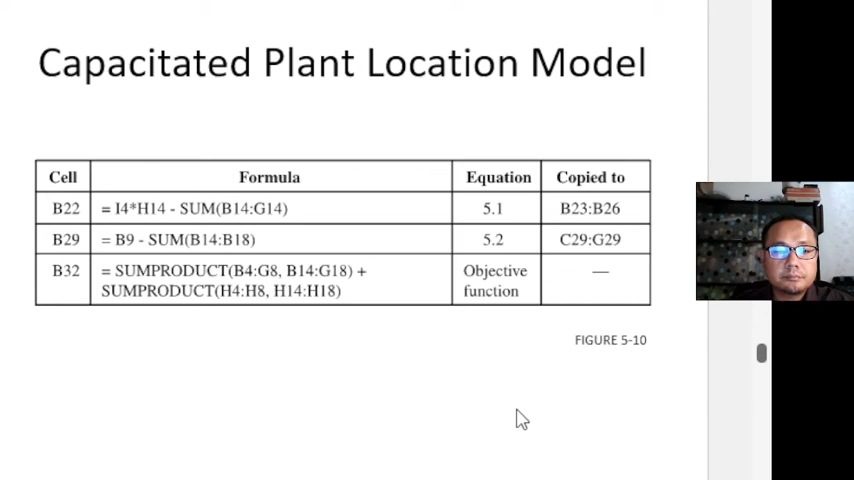 Capacitated Plant Location Model
Cell Formula Equation Copied to
B22 = I4*H14 - SUM(B14:G14) 5.1 B23:B26
B29 = B9 - SUM(B14:B18) 5.2 C29:G29
B32 = SUMPRODUCT(B4:G8, B14:G18) + Objective —
SUMPRODUCT(H4:H8, H14:H18) function
FIGURE 5-10